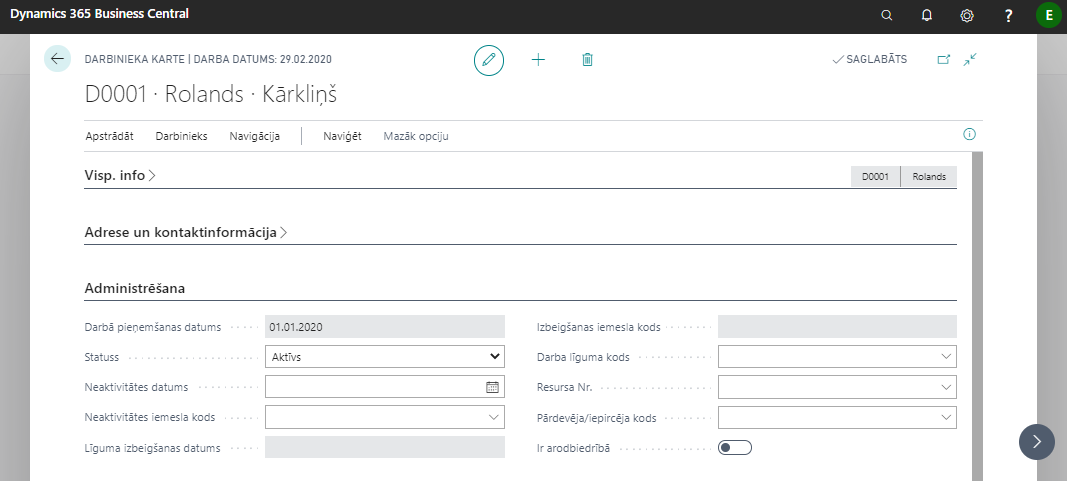 Dynamics 365 Business Central
?
E
DARBINIEKA KARTE | DARBA DATUMS: 29.02.2020
SAGLABĀTS
D0001 · Rolands · Kārkliņš
Apstrādāt Darbinieks Navigācija Naviģēt Mazāk opciju
Visp. info
D0001 Rolands
Adrese un kontaktinformācija
Administrēšana
Darbā pieņemšanas datums 01.01.2020
Statuss Aktīvs
Neaktivitātes datums
Neaktivitātes iemesla kods
Līguma izbeigšanas datums
Izbeigšanas iemesla kods
Darba līguma kods
Resursa Nr.
Pārdevēja/iepircēja kods
Ir arodbiedrībā